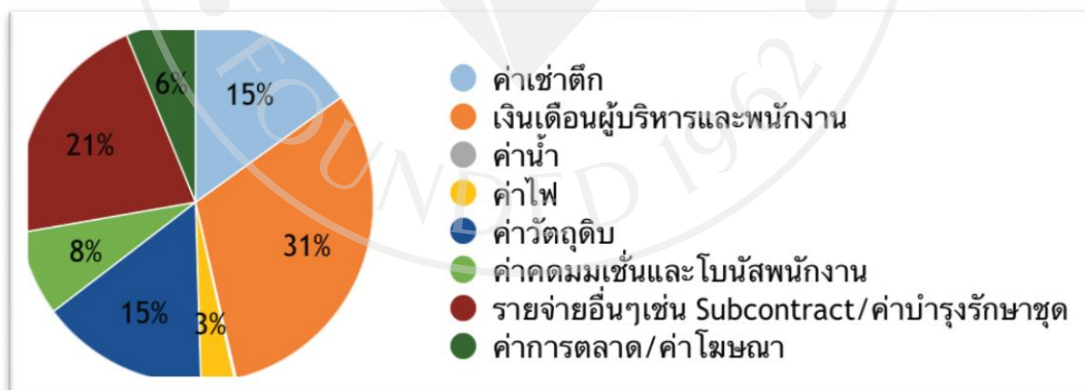 6%
15%
21%
31%
8%
15%
3%
ค่าเช่าตึก
เงินเดือนผู้บริหารและพนักงาน
ค่าน้ำ
ค่าไฟ
ค่าวัตถุดิบ
ค่าคดมมเชั่นและโบนัสพนักงาน
รายจ่ายอื่นๆเช่น Subcontract/ค่าบำรุงรักษาชุด
ค่าการตลาด/ค่าโฆษณา
FOUNDED 1962